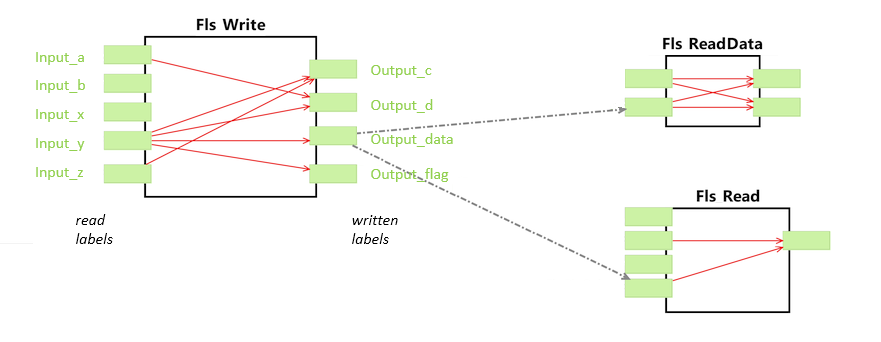 Fls Write
Input_a
Input_b
Input_x
Input_y
Input_z
Output_c
Output_d
Output_data
Output_flag
read
labels
written
labels
Fls ReadData
Fls Read